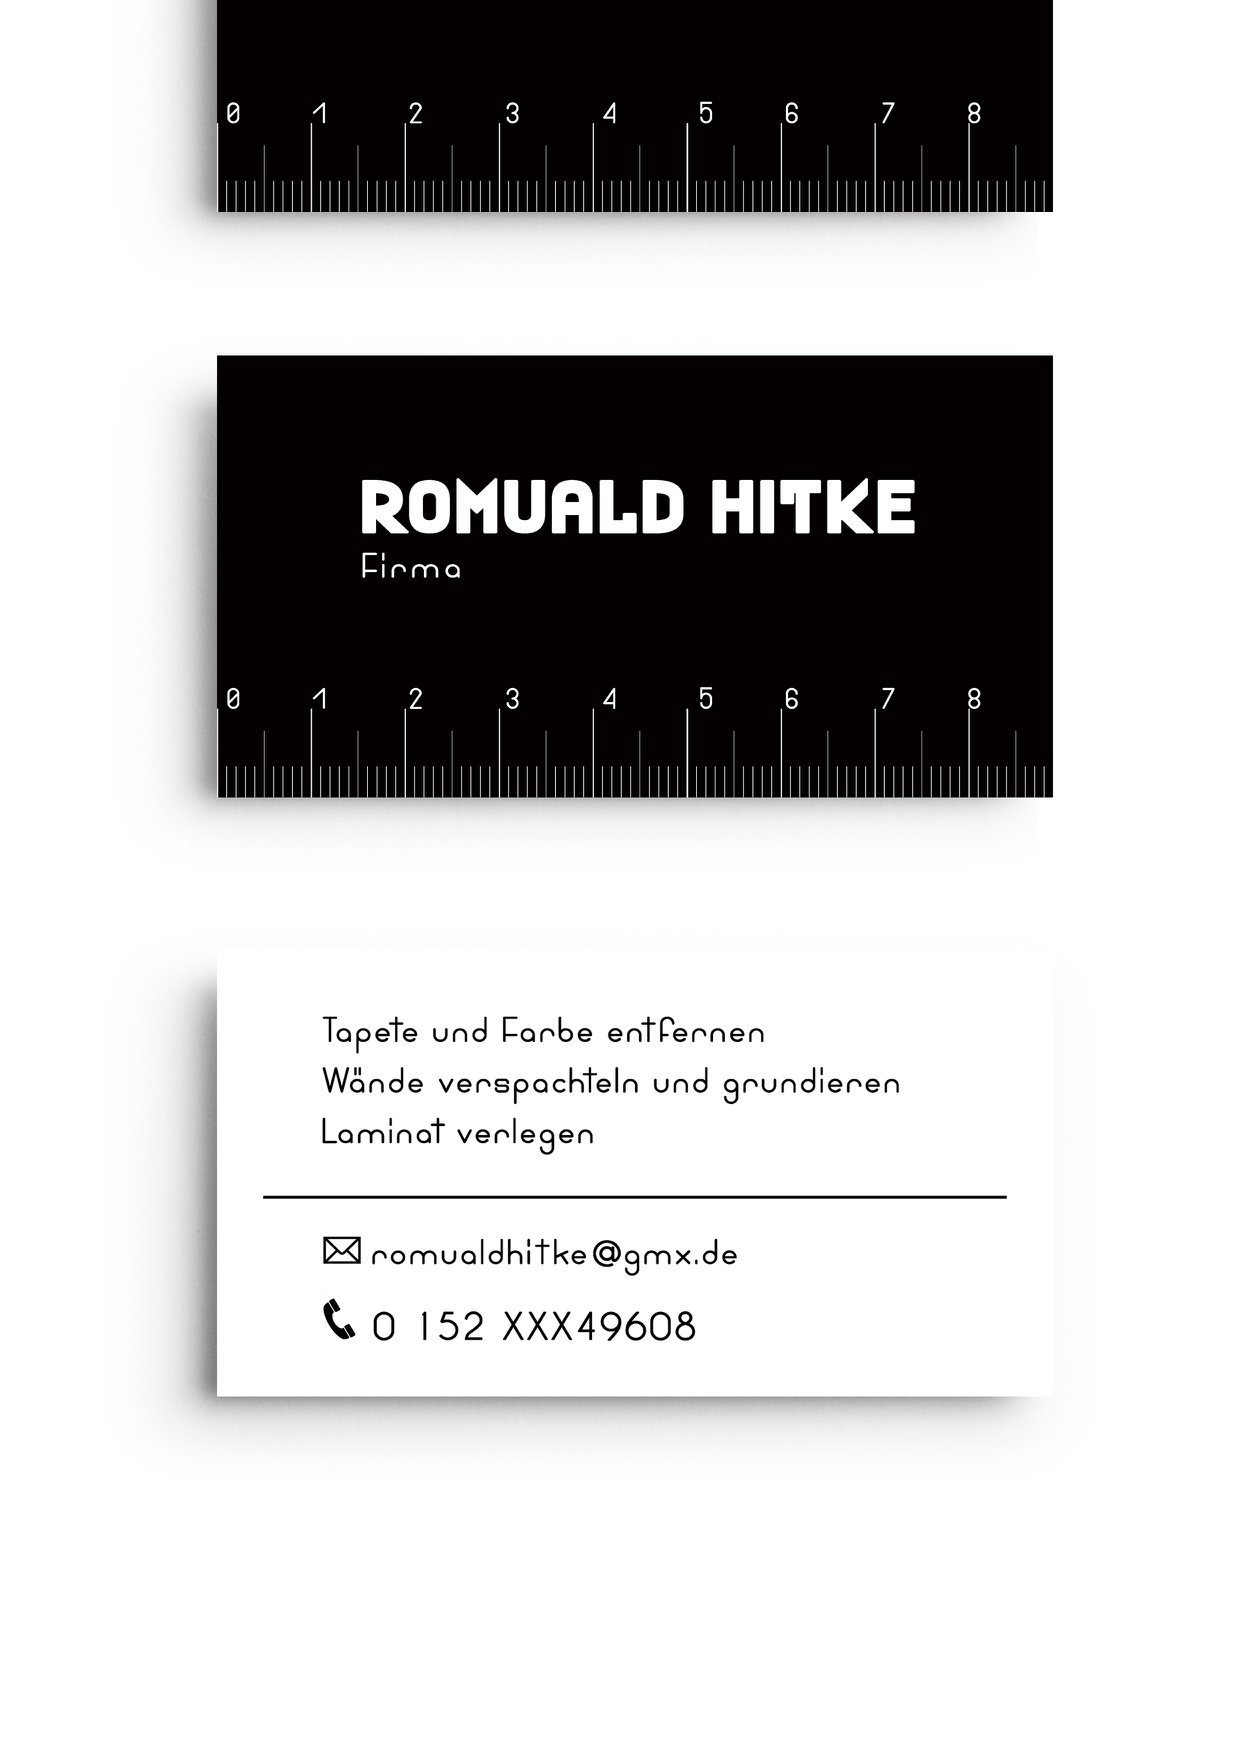 0 1 2 3 4 5 6 7 8
ROMUALD HITKE
Firma
0 1 2 3 4 5 6 7 8
Tapete und Farbe entfernen
Wände verspachteln und grundieren
Laminat verlegen
romualdhitke@gmx.de
0 152 XXX49608